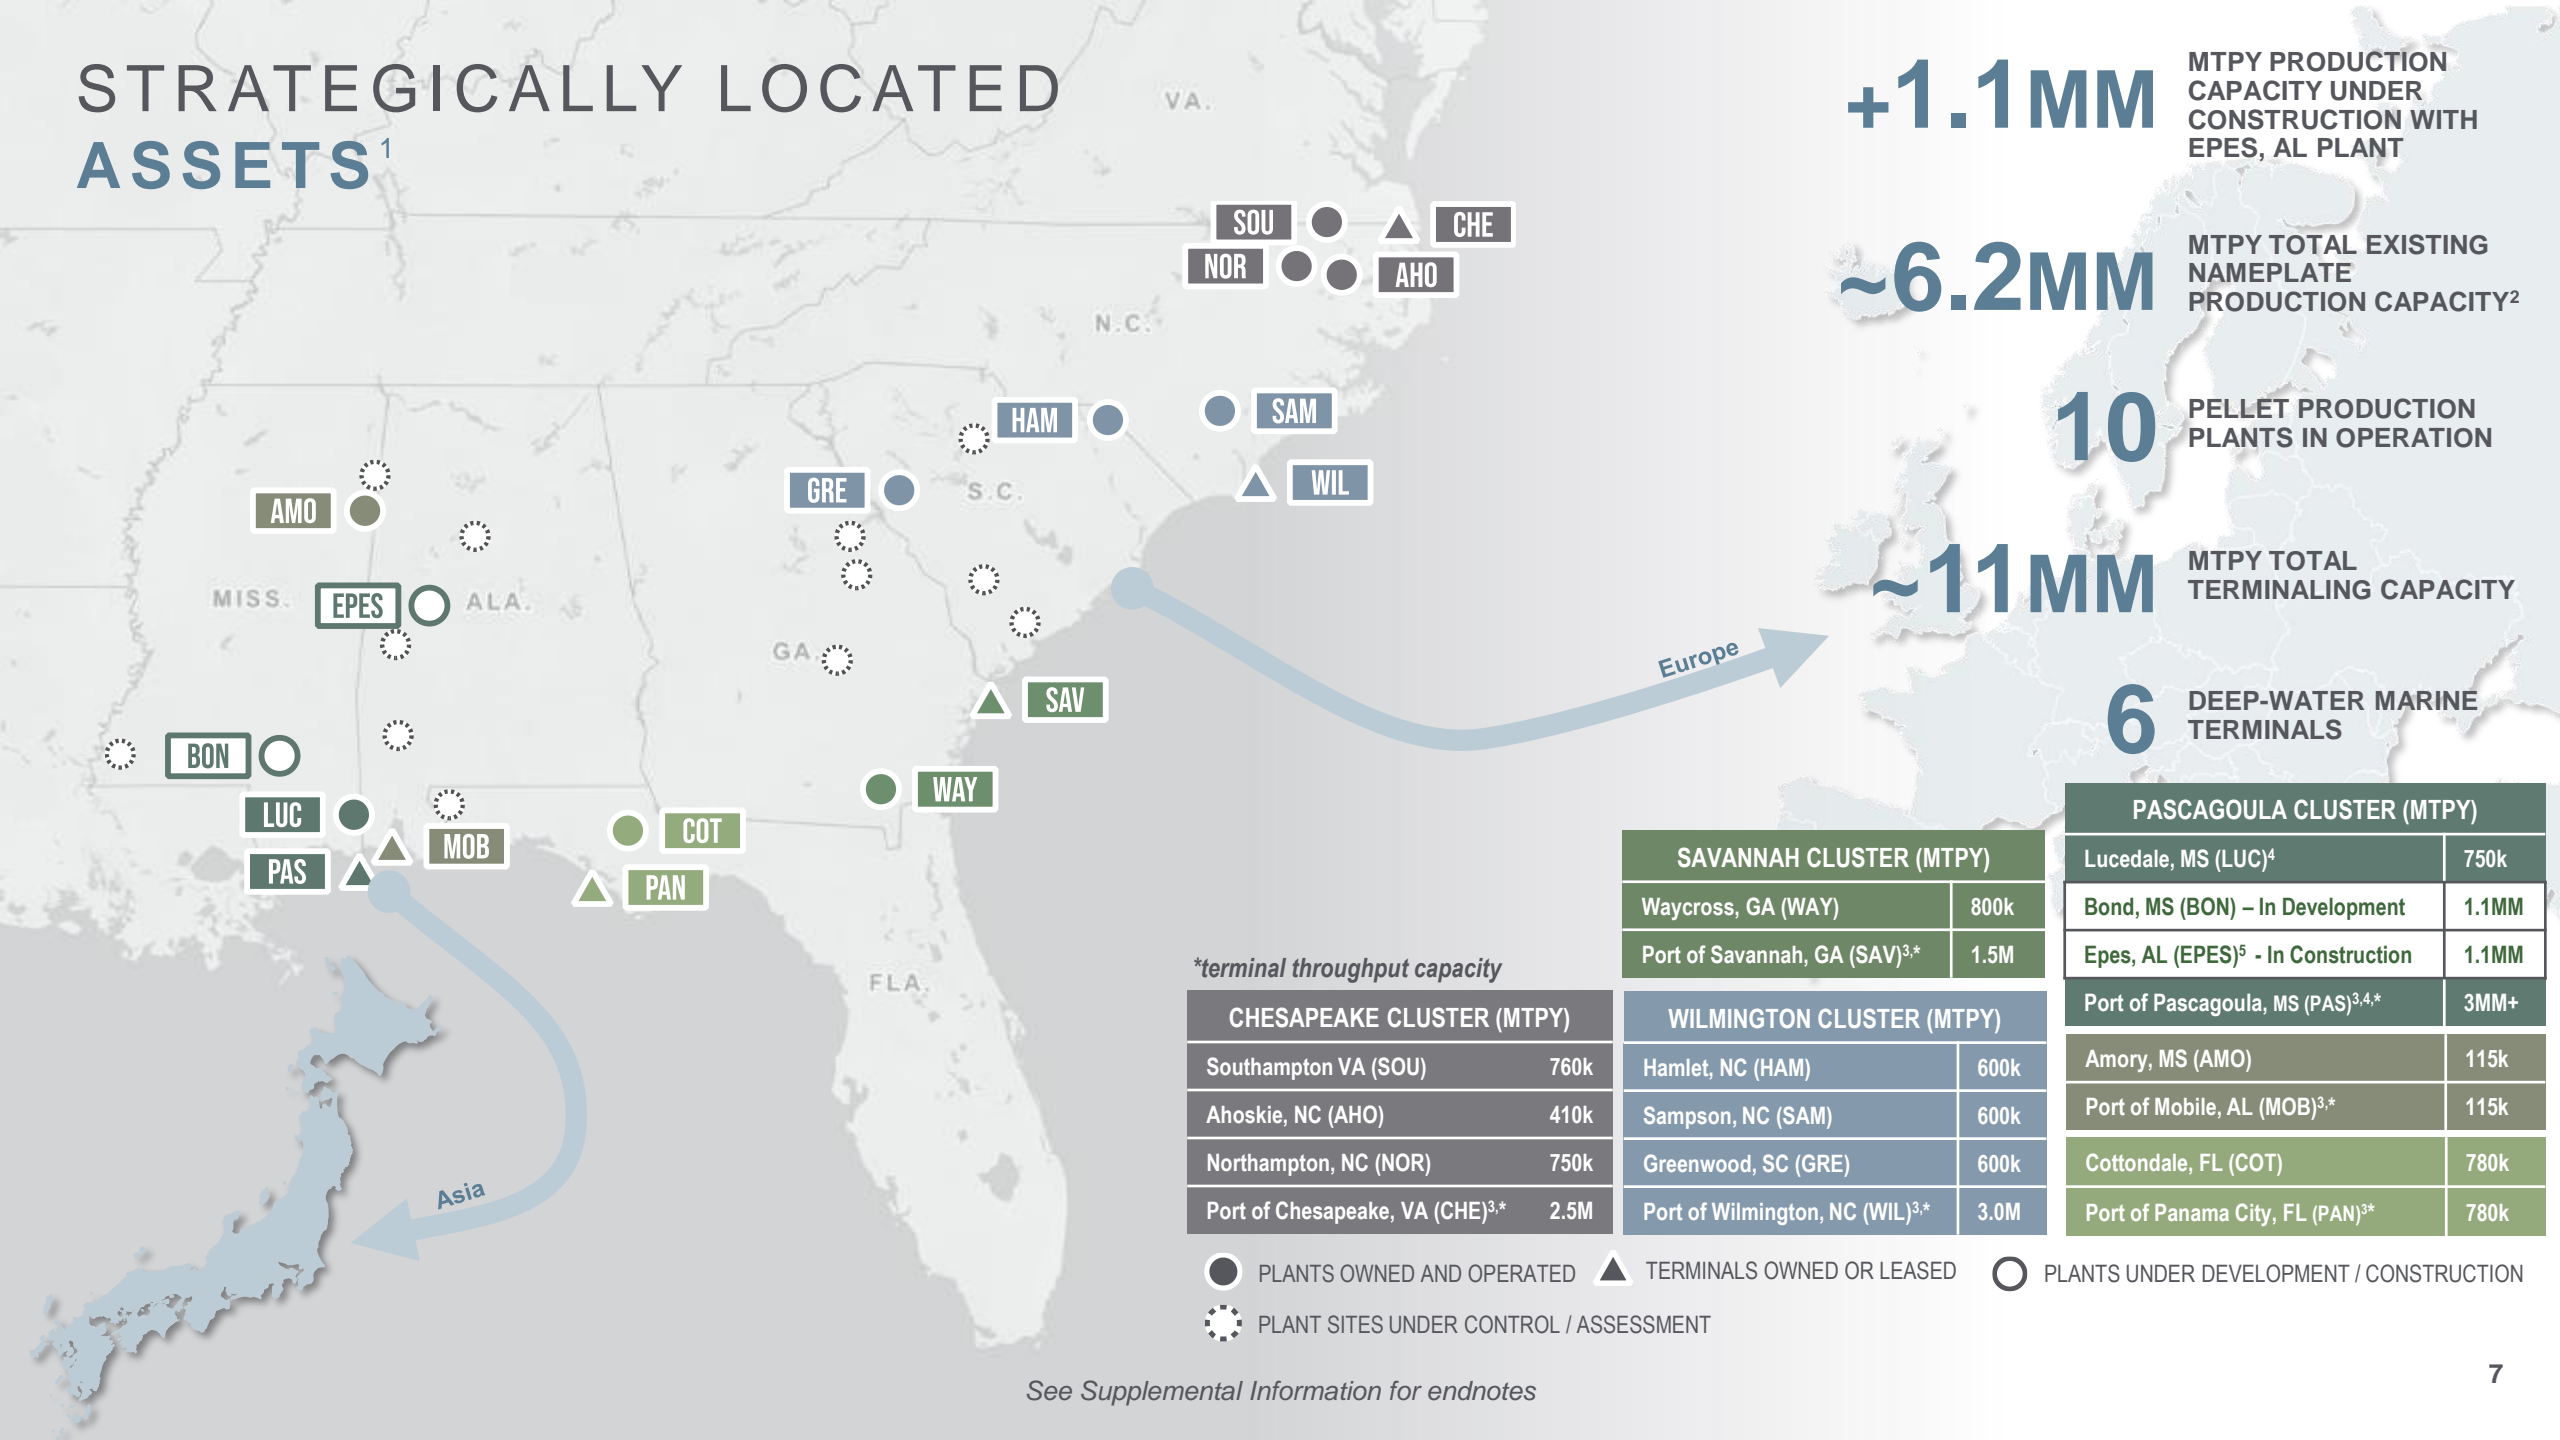 STRATEGICALLY LOCATED
ASSETS1
+1.1MM
MTPY PRODUCTION
CAPACITY UNDER
CONSTRUCTION WITH
EPES, AL PLANT
~6.2MM
MTPY TOTAL EXISTING
NAMEPLATE
PRODUCTION CAPACITY2
10
PELLET PRODUCTION
PLANTS IN OPERATION
~11MM
MTPY TOTAL
TERMINALING CAPACITY
6
DEEP-WATER MARINE
TERMINALS
VA.
SOU
CHE
NOR
AHO
N.C.
HAM
SAM
GRE
S.C.
WIL
AMO
MISS.
EPES
ALA.
GA.
Europe
SAV
BON
WAY
LUC
COT
MOB
PAS
PAN
FLA.
Asia
*terminal throughput capacity
SAVANNAH CLUSTER (MTPY)
Waycross, GA (WAY) 800k
Port of Savannah, GA (SAV)3,* 1.5M
PASCAGOULA CLUSTER (MTPY)
Lucedale, MS (LUC)4 750k
Bond, MS (BON) – In Development 1.1MM
Epes, AL (EPES)5 - In Construction 1.1MM
Port of Pascagoula, MS (PAS)3,4,* 3MM+
CHESAPEAKE CLUSTER (MTPY)
Southampton VA (SOU) 760k
Ahoskie, NC (AHO) 410k
Northampton, NC (NOR) 750k
Port of Chesapeake, VA (CHE)3,* 2.5M
WILMINGTON CLUSTER (MTPY)
Hamlet, NC (HAM) 600k
Sampson, NC (SAM) 600k
Greenwood, SC (GRE) 600k
Port of Wilmington, NC (WIL)3,* 3.0M
Amory, MS (AMO) 115k
Port of Mobile, AL (MOB)3,* 115k
Cottondale, FL (COT) 780k
Port of Panama City, FL (PAN)3* 780k
PLANTS OWNED AND OPERATED
TERMINALS OWNED OR LEASED
PLANTS UNDER DEVELOPMENT / CONSTRUCTION
PLANT SITES UNDER CONTROL / ASSESSMENT
See Supplemental Information for endnotes
7